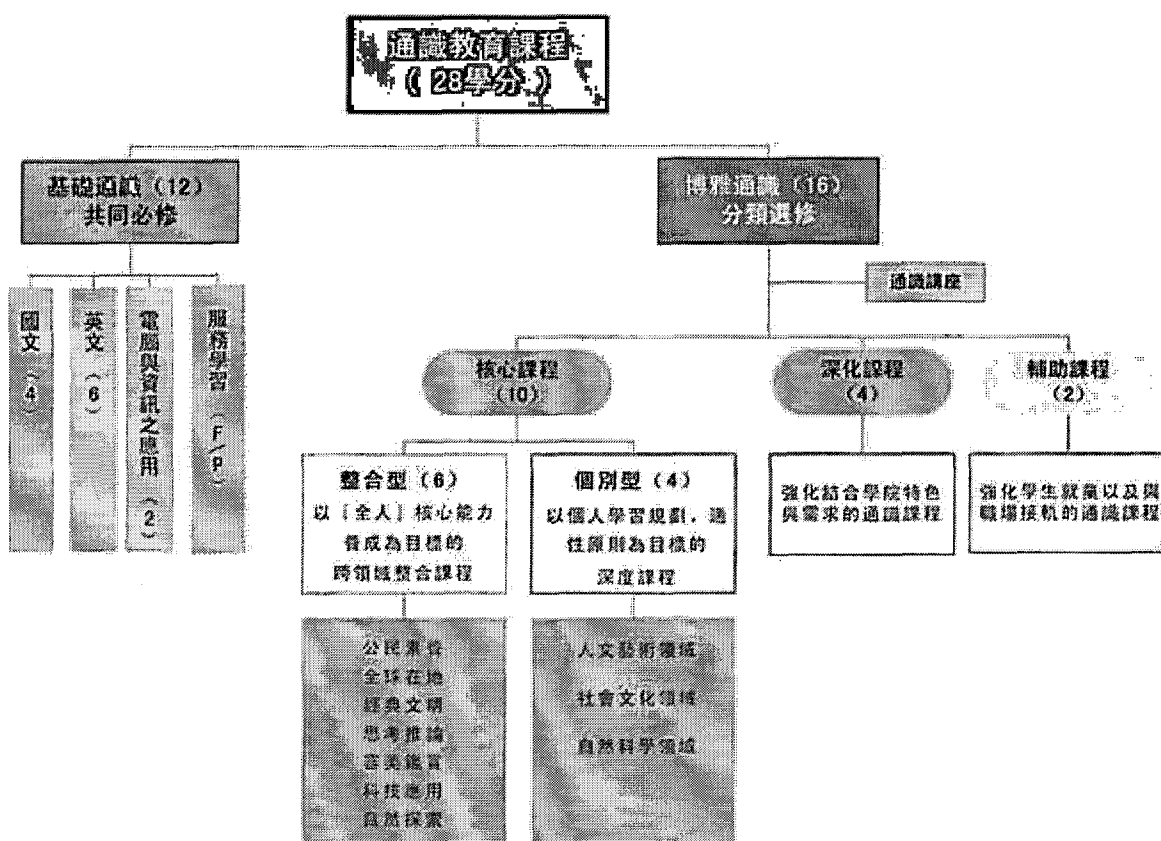 通識教育課程
（28學分）
基礎通識（12）
共同必修
博雅通識（16）
分類選修
通識講座
國文（4）
英文（6）
電腦與資訊之應用（2）
服務學習（F/P）
核心課程
（10）
深化課程
（4）
輔助課程
（2）
整合型（6）
以［全人］核心能力
養成為目標的
跨領域整合課程
個別型（4）
以個人學習規劃，適
性原則為目標的
深度課程
強化結合學院特色
與需求的通識課程
強化學生就業以及與
職場接軌的通識課程
公民素養
全球在地
經典文明
思考推論
審美鑑賞
科技應用
自然探索
人文藝術領域
社會文化領域
自然科學領域